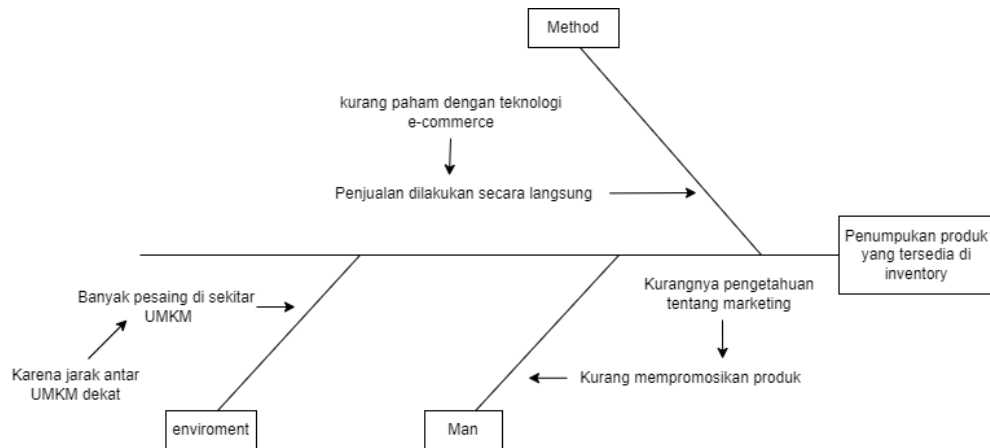 Method
kurang paham dengan teknologi
e-commerce
Penjualan dilakukan secara langsung
Penumpukan produk
yang tersedia di
inventory
Banyak pesaing di sekitar
UMKM
Karena jarak antar
UMKM dekat
Kurangnya pengetahuan
tentang marketing
Kurang mempromosikan produk
enviroment
Man